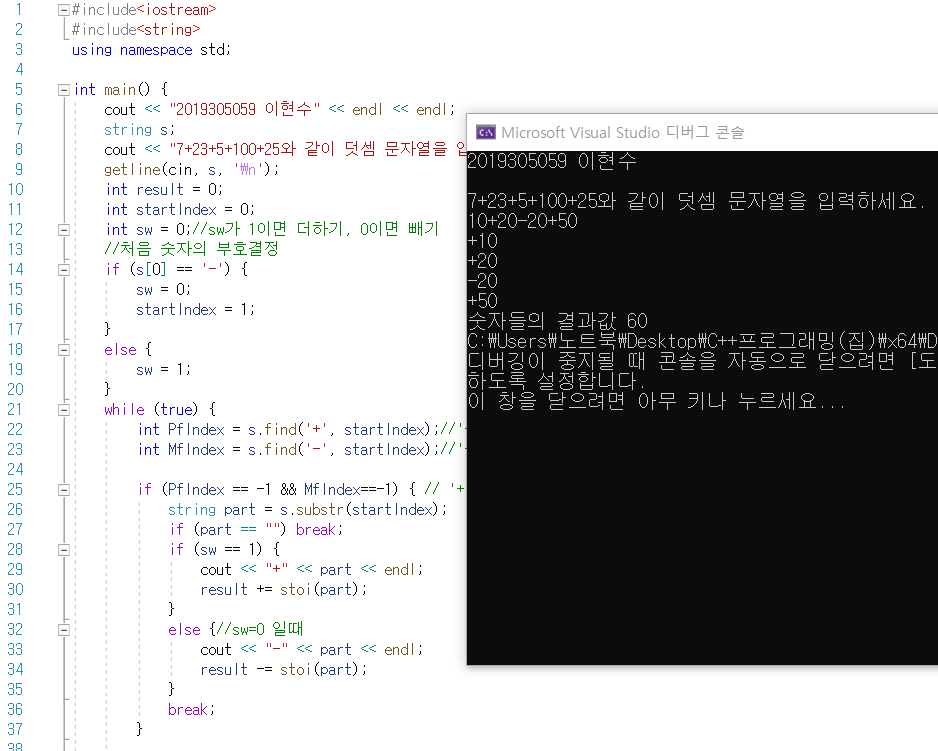 1 #include<iostream>
2 #include<string>
3 using namespace std;
4
5 int main() {
6 cout << "2019305059 이현수" << endl << endl;
7 string s;
8 cout << "7+23+5+100+25와 같이 덧셈 문자열을 입
9 getline(cin, s, '₩n');
10 int result = 0;
11 int startIndex = 0;
12 int sw = 0;//sw가 1이면 더하기, 0이면 빼기
13 //처음 숫자의 부호결정
14 if (s[0] == '-') {
15 sw = 0;
16 startIndex = 1;
17 }
18 else {
19 sw = 1;
20 }
21 while (true) {
22 int PfIndex = s.find('+', startIndex);//'
23 int MfIndex = s.find('-', startIndex);//'
24
25 if (PfIndex == -1 && MfIndex==-1) { // '+
26 string part = s.substr(startIndex);
27 if (part == "") break;
28 if (sw == 1) {
29 cout << "+" << part << endl;
30 result += stoi(part);
31 }
32 else {//sw=0 일때
33 cout << "-" << part << endl;
34 result -= stoi(part);
35 }
36 break;
37 }
38
Microsoft Visual Studio 디버그 콘솔
2019305059 이현수
7+23+5+100+25와 같이 덧셈 문자열을 입력하세요.
10+20-20+50
+10
+20
-20
+50
숫자들의 결과값 60
C:₩Users₩노트북₩Desktop₩C++프로그래밍(집)₩x64₩D
디버깅이 중지될 때 콘솔을 자동으로 닫으려면 [도
하도록 설정합니다.
이 창을 닫으려면 아무 키나 누르세요...